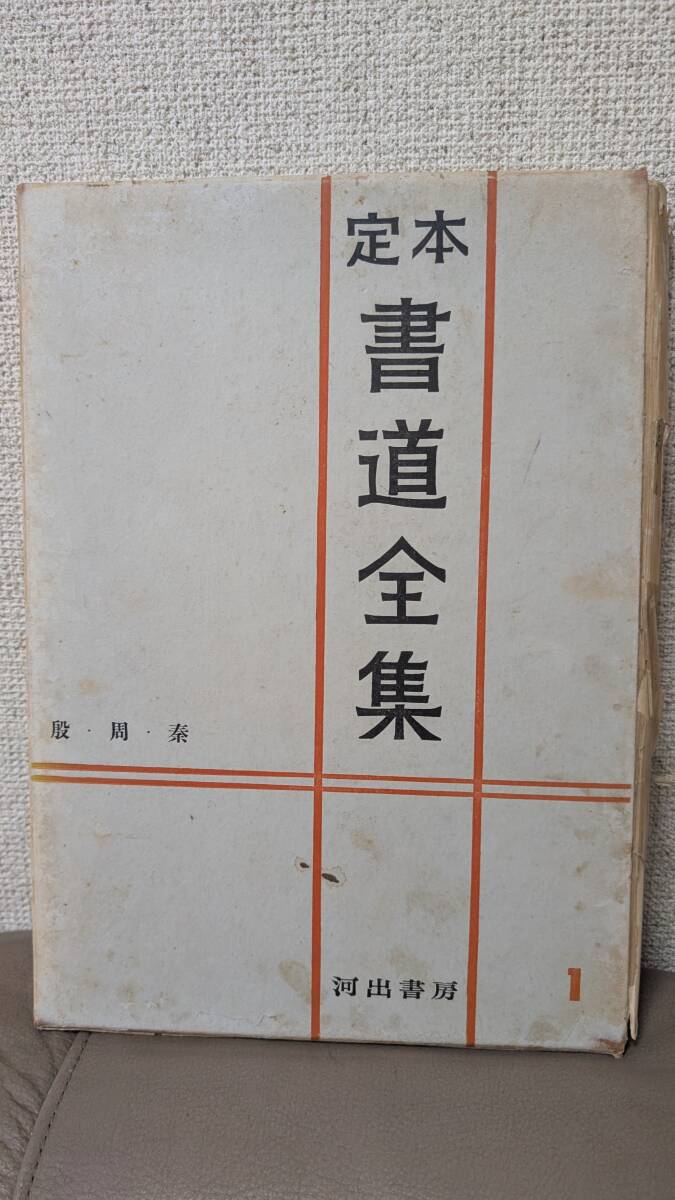 定本
書道全集
殷・周・秦
河出書房
1